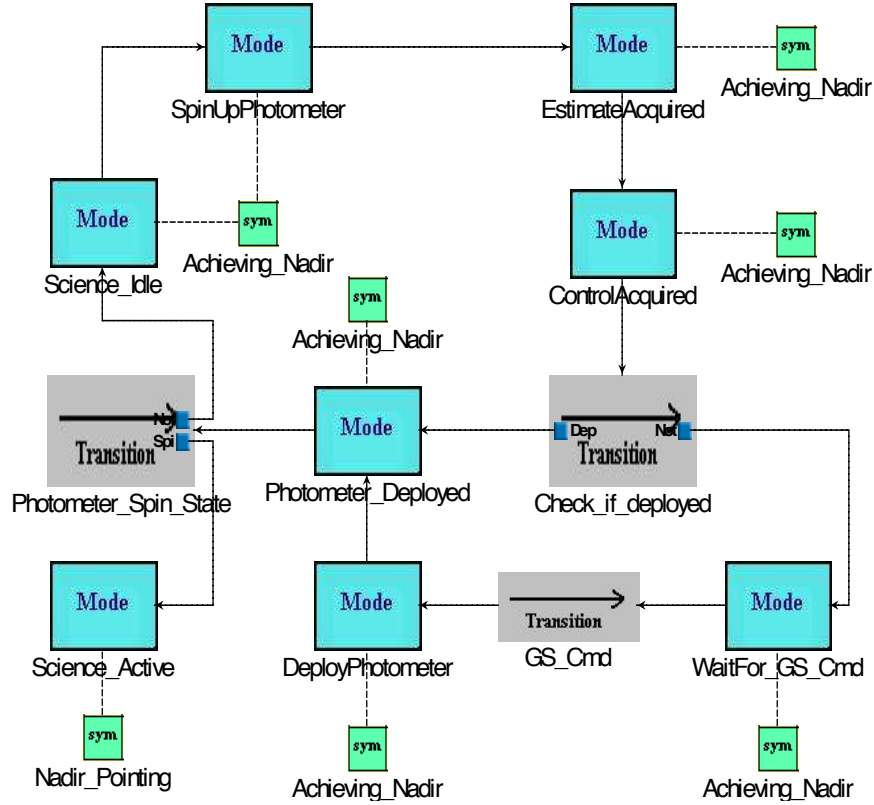 Mode
SpinUpPhotometer
Mode
EstimateAcquired
sym
Achieving_Nadir
Mode
Science_Idle
sym
Achieving_Nadir
Mode
ControlAcquired
sym
Achieving_Nadir
sym
Achieving_Nadir
Not
Spi
Transition
Photometer_Spin_State
Mode
Photometer_Deployed
Dep
Not
Transition
Check_if_deployed
Mode
Science_Active
Mode
DeployPhotometer
Transition
GS_Cmd
Mode
WaitFor_GS_Cmd
sym
Nadir_Pointing
sym
Achieving_Nadir
sym
Achieving_Nadir